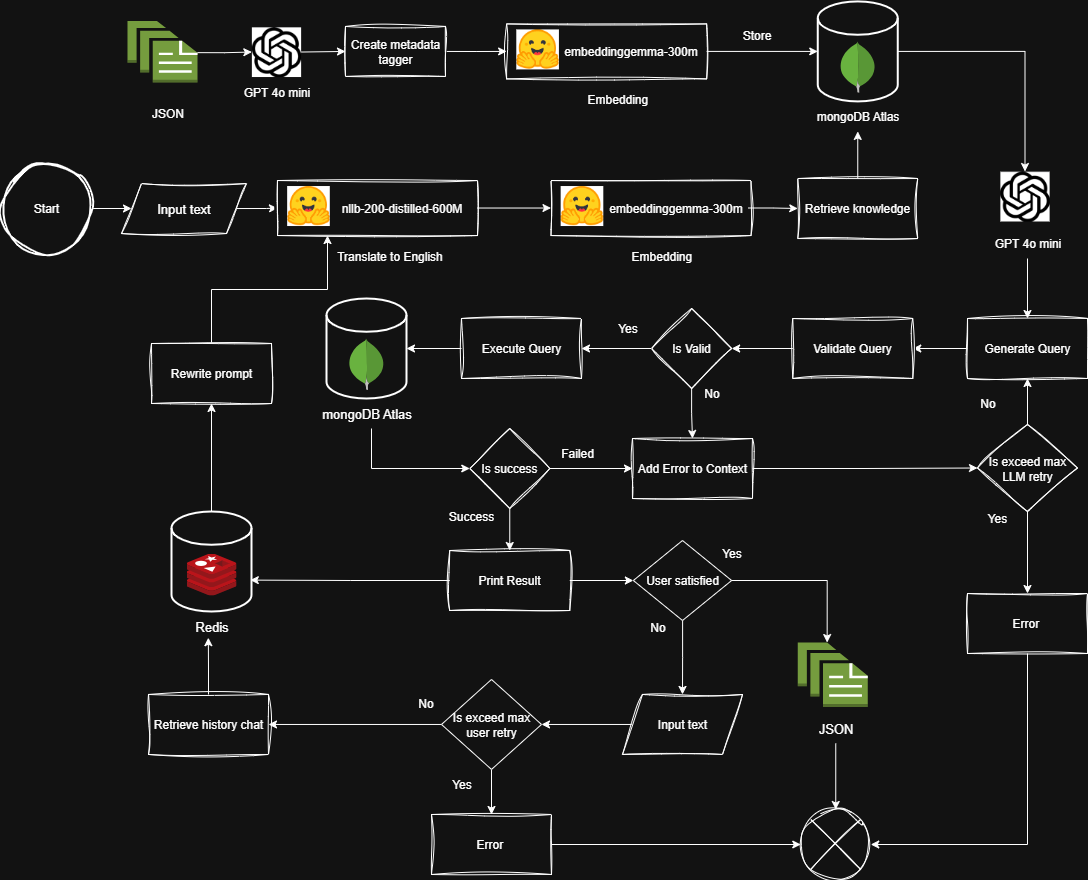 Create metadata
tagger
embeddinggemma-300m
Store
GPT 4o mini
Embedding
JSON
mongoDB Atlas
Start
Input text
nllb-200-distilled-600M
embeddinggemma-300m
Retrieve knowledge
GPT 4o mini
Translate to English
Embedding
Yes
Execute Query
Is Valid
Validate Query
Generate Query
Rewrite prompt
No
No
mongoDB Atlas
Failed
Is success
Add Error to Context
Is exceed max
LLM retry
Success
Yes
Yes
Print Result
User satisfied
Redis
No
Error
No
Retrieve history chat
Is exceed max
user retry
Input text
JSON
Yes
Error